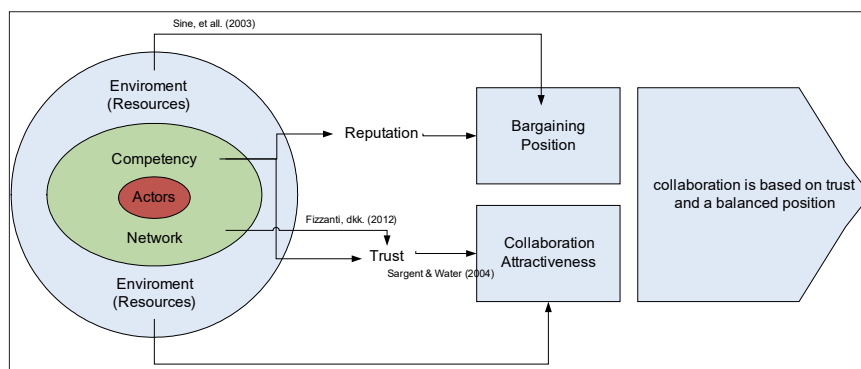 Sine, et all. (2003)
Enviroment
(Resources)
Competency
Actors
Network
Enviroment
(Resources)
Reputation
Fizzanti, dkk. (2012)
Trust
Sargent & Water (2004)
Bargaining
Position
Collaboration
Attractiveness
collaboration is based on trust
and a balanced position